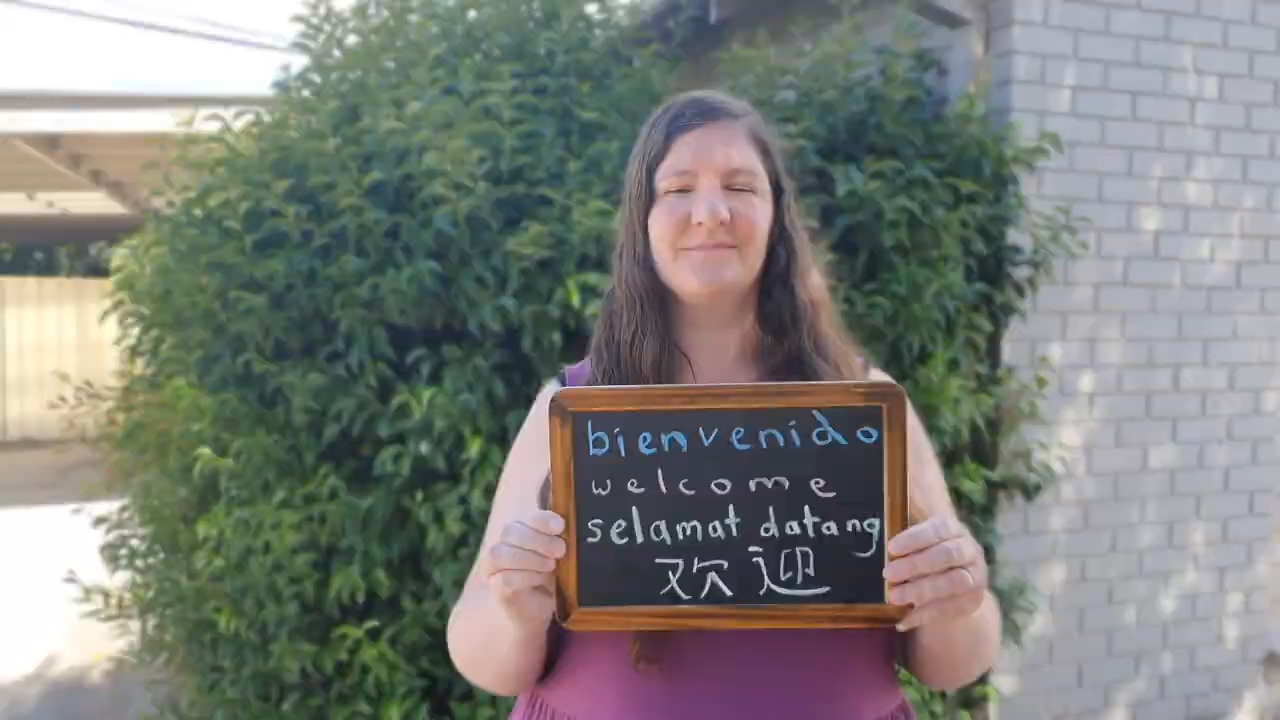 bienvenido
welcome
selamat datang
欢迎